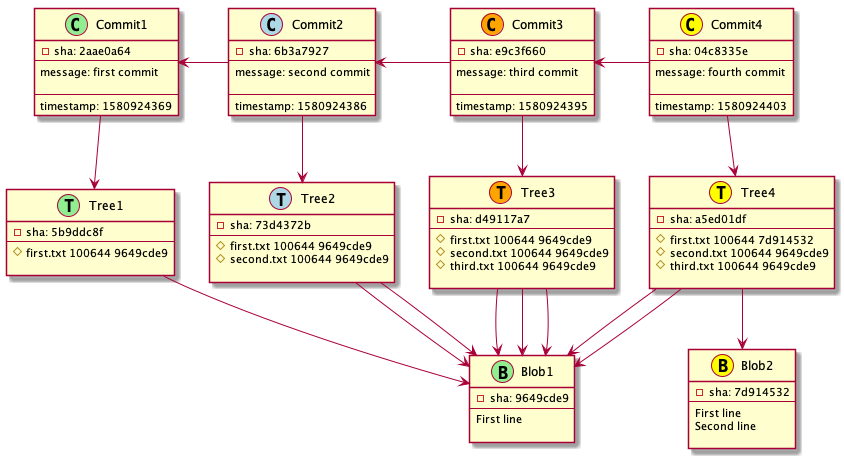 C Commit1
sha: 2aae0a64
message: first commit
timestamp: 1580924369
C Commit2
sha: 6b3a7927
message: second commit
timestamp: 1580924386
C Commit3
sha: e9c3f660
message: third commit
timestamp: 1580924395
C Commit4
sha: 04c8335e
message: fourth commit
timestamp: 1580924403
T Tree1
sha: 5b9ddc8f
first.txt 100644 9649cde9
T Tree2
sha: 73d4372b
first.txt 100644 9649cde9
second.txt 100644 9649cde9
T Tree3
sha: d49117a7
first.txt 100644 9649cde9
second.txt 100644 9649cde9
third.txt 100644 9649cde9
T Tree4
sha: a5ed01df
first.txt 100644 7d914532
second.txt 100644 9649cde9
third.txt 100644 9649cde9
B Blob1
sha: 9649cde9
First line
B Blob2
sha: 7d914532
First line
Second line